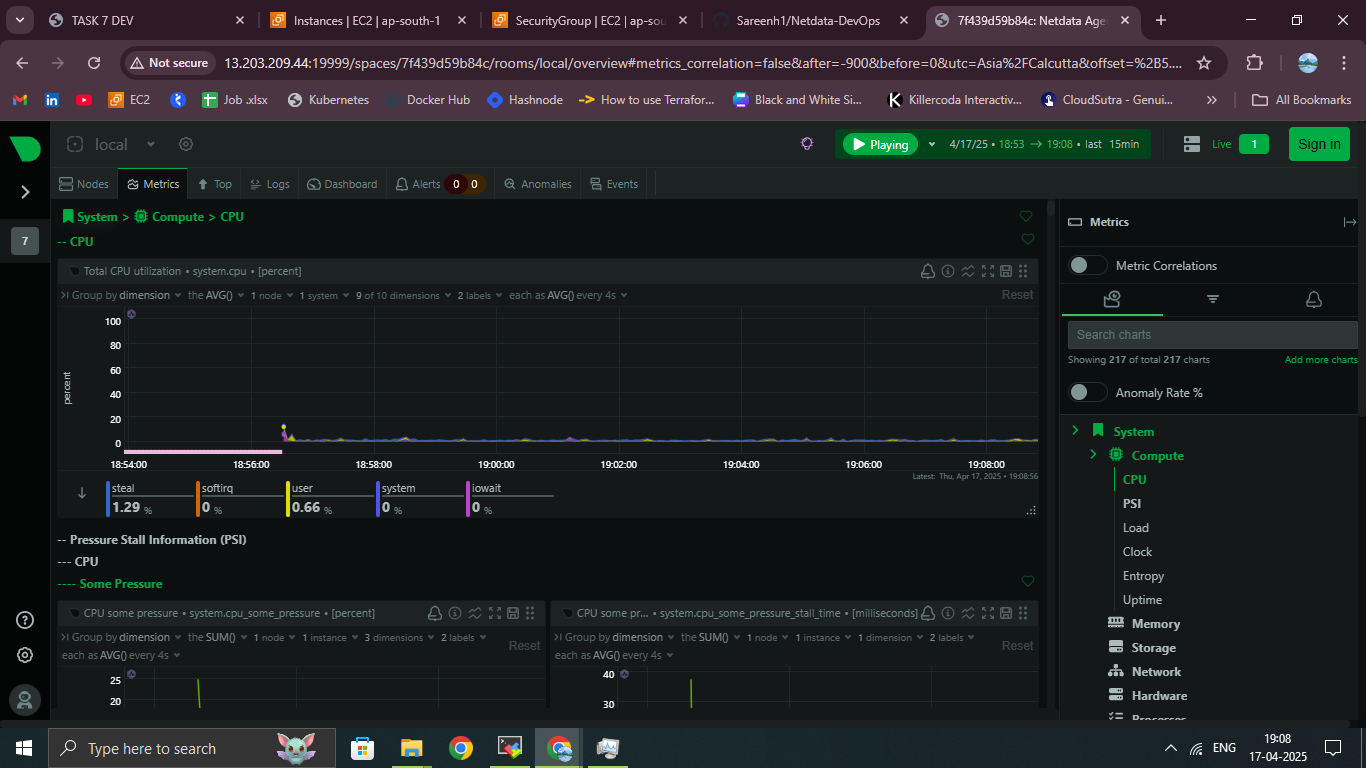 TASK 7 DEV
Instances | EC2 | ap-south-1
SecurityGroup | EC2 | ap-sou
Sareenh1/Netdata-DevOps
7f439d59b84c: Netdata Age
Not secure
13.203.209.44:19999/spaces/7f439d59b84c/rooms/local/overview#metrics_correlation=false&after=-900&before=0&utc=Asia%2FCalcutta&offset=%2B5....
EC2
Job .xlsx
Kubernetes
Docker Hub
Hashnode
How to use Terrafor...
Black and White Si...
Killercoda Interactiv...
CloudSutra - Genui...
All Bookmarks
local
Playing
4/17/25 • 18:53 → 19:08 • last 15min
Live
1
Sign in
Nodes
Metrics
Top
Logs
Dashboard
Alerts
0
0
Anomalies
Events
7
System > Compute > CPU
-- CPU
Total CPU utilization • system.cpu • [percent]
Group by dimension the AVG() 1 node 1 system 9 of 10 dimensions 2 labels each as AVG() every 4s
Reset
percent
100
80
60
40
20
0
18:54:00
18:56:00
18:58:00
19:00:00
19:02:00
19:04:00
19:06:00
19:08:00
Latest: Thu, Apr 17, 2025 • 19:08:56
steal
1.29 %
softirq
0 %
user
0.66 %
system
0 %
iowait
0 %
-- Pressure Stall Information (PSI)
--- CPU
---- Some Pressure
CPU some pressure • system.cpu_some_pressure • [percent]
Group by dimension the SUM() 1 node 1 instance 3 dimensions 2 labels
each as AVG() every 4s
Reset
25
20
CPU some pr... • system.cpu_some_pressure_stall_time • [milliseconds]
Group by dimension the SUM() 1 node 1 instance 1 dimension 2 labels
each as AVG() every 4s
Reset
40
30
Metrics
Metric Correlations
Search charts
Showing 217 of total 217 charts
Add more charts
Anomaly Rate %
System
Compute
CPU
PSI
Load
Clock
Entropy
Uptime
Memory
Storage
Network
Hardware
Processes
Type here to search
ENG
19:08
17-04-2025